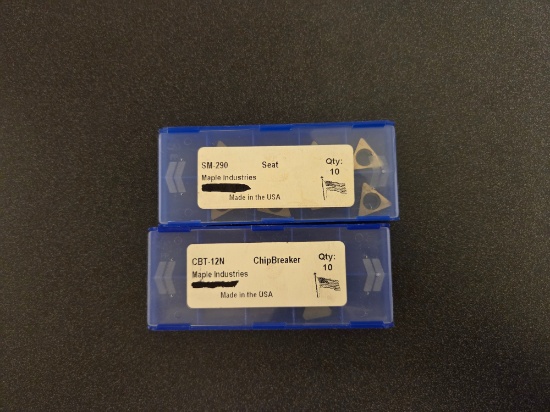 SM-290 Seat Qty:
Maple Industries 10
Made in the USA
CBT-12N ChipBreaker Qty:
Maple Industries 10
Made in the USA